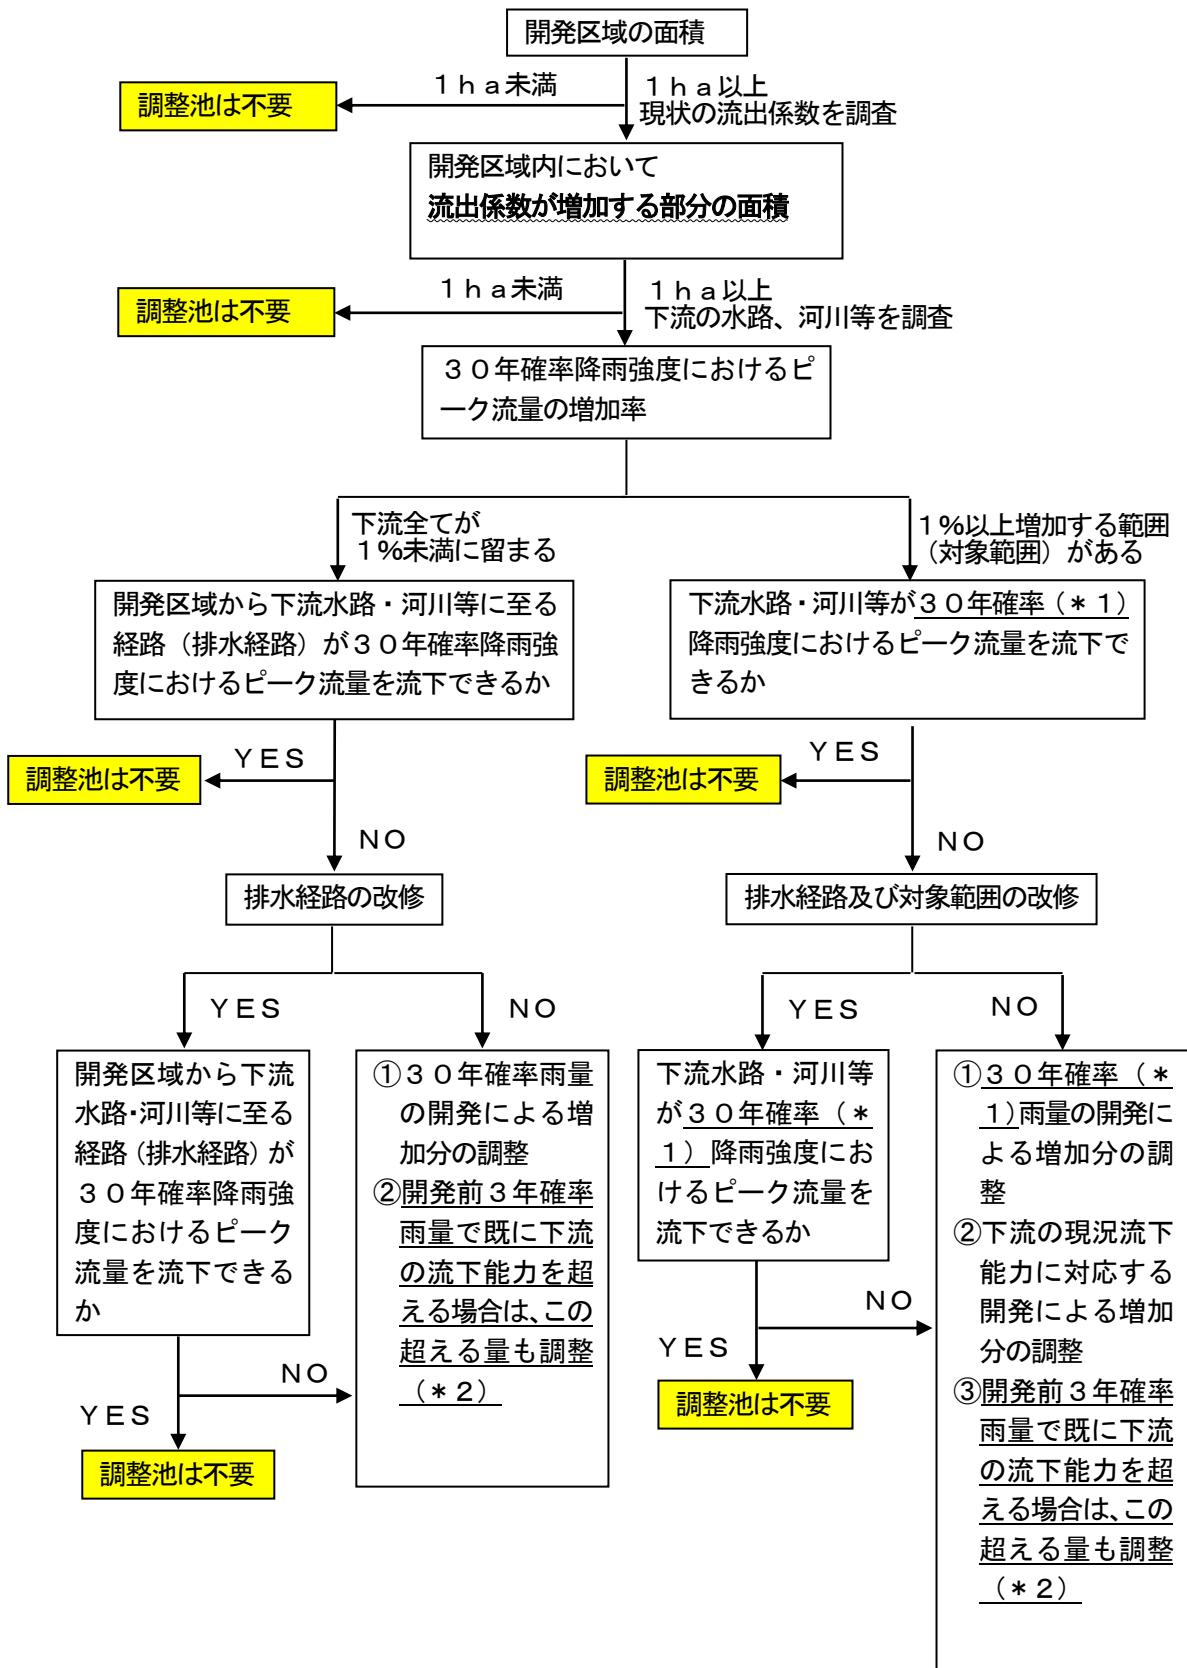 開発区域の面積
１ｈａ未満
１ｈａ以上
現状の流出係数を調査
調整池は不要
開発区域内において
流出係数が増加する部分の面積
１ｈａ未満
１ｈａ以上
下流の水路、河川等を調査
調整池は不要
３０年確率降雨強度におけるピ
ーク流量の増加率
下流全てが
１％未満に留まる
１％以上増加する範囲
（対象範囲）がある
開発区域から下流水路・河川等に至る
経路（排水経路）が３０年確率降雨強
度におけるピーク流量を流下できるか
下流水路・河川等が３０年確率（＊１）
降雨強度におけるピーク流量を流下で
きるか
ＹＥＳ
調整池は不要
ＮＯ
ＹＥＳ
調整池は不要
ＮＯ
排水経路の改修
排水経路及び対象範囲の改修
ＹＥＳ
ＮＯ
ＹＥＳ
ＮＯ
開発区域から下流
水路・河川等に至る
経路（排水経路）が
３０年確率降雨強
度におけるピーク
流量を流下できる
か
①３０年確率雨量
の開発による増
加分の調整
②開発前３年確率
雨量で既に下流
の流下能力を超
える場合は、この
超える量も調整
（＊２）
下流水路・河川等
が３０年確率（＊
１）降雨強度にお
けるピーク流量を
流下できるか
①３０年確率（＊
１）雨量の開発に
よる増加分の調
整
②下流の現況流下
能力に対応する
開発による増加
分の調整
③開発前３年確率
雨量で既に下流
の流下能力を超
える場合は、この
超える量も調整
（＊２）
ＮＯ
ＹＥＳ
調整池は不要
ＮＯ
ＹＥＳ
調整池は不要